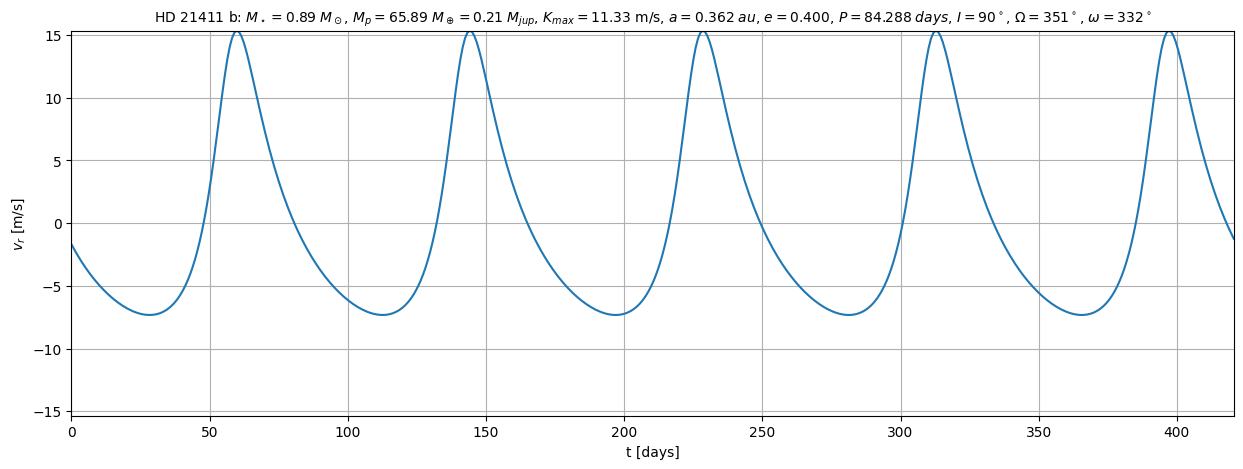 HD 21411 b: M⋆ = 0.89 M⊙, Mp = 65.89 M⊕ = 0.21 Mjup, Kmax = 11.33 m/s, a = 0.362 au, e = 0.400, P = 84.288 days, I = 90°, Ω = 351°, ω = 332°
15
10
5
0
−5
−10
−15
vr [m/s]
0 50 100 150 200 250 300 350 400
t [days]